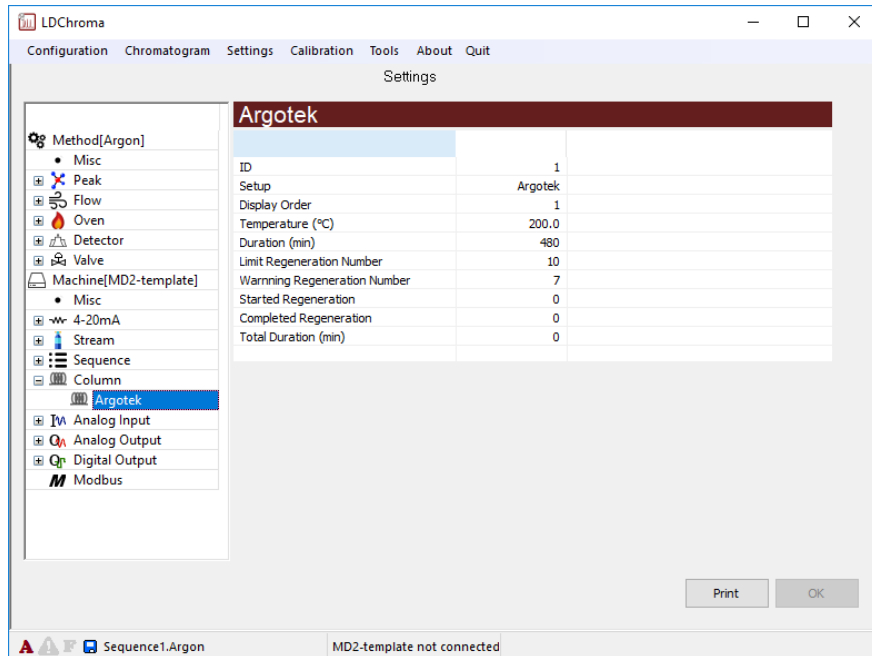 LDChroma
Configuration Chromatogram Settings Calibration Tools About Quit
Settings
Method[Argon]
Misc
Peak
Flow
Oven
Detector
Valve
Machine[MD2-template]
Misc
4-20mA
Stream
Sequence
Column
Argotek
Analog Input
Analog Output
Digital Output
M Modbus
Argotek
ID 1
Setup Argotek
Display Order 1
Temperature (°C) 200.0
Duration (min) 480
Limit Regeneration Number 10
Warnning Regeneration Number 7
Started Regeneration 0
Completed Regeneration 0
Total Duration (min) 0
Print OK
A F Sequence1.Argon MD2-template not connected